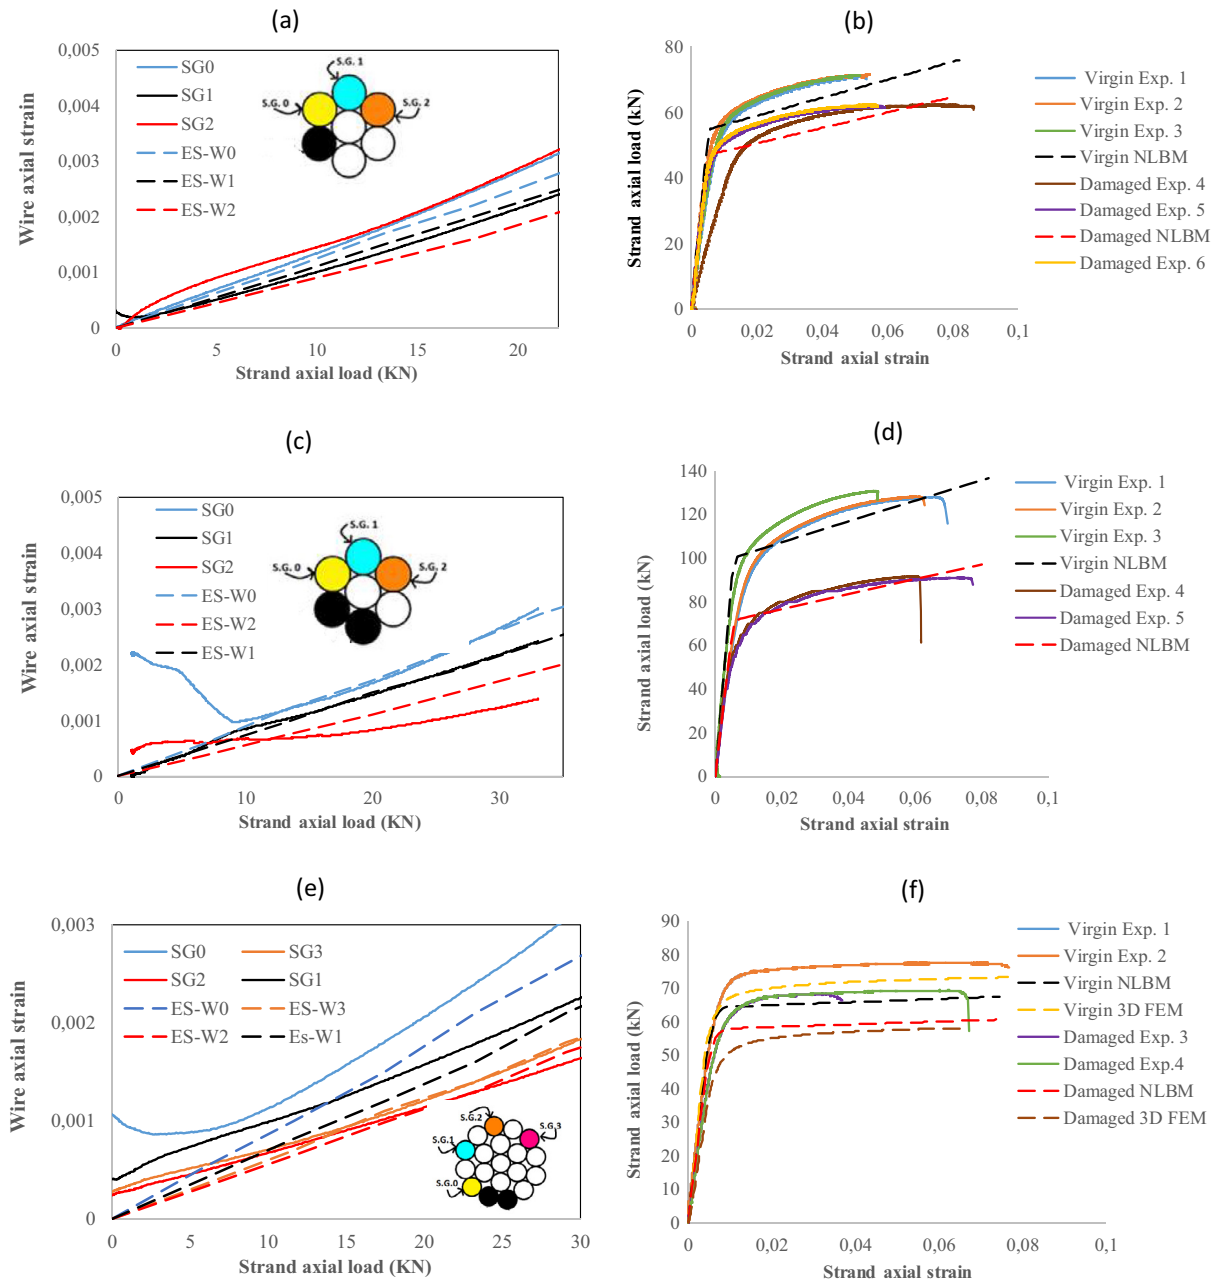 (a)
0,005
0,004
0,003
0,002
0,001
0
Wire axial strain
SG0
SG1
SG2
ES-W0
ES-W1
ES-W2
S.G. 1
S.G. 0
S.G. 2
0 5 10 15 20
Strand axial load (KN)
(b)
80
60
40
20
0
Strand axial load (kN)
0 0,02 0,04 0,06 0,08 0,1
Strand axial strain
Virgin Exp. 1
Virgin Exp. 2
Virgin Exp. 3
Virgin NLBM
Damaged Exp. 4
Damaged Exp. 5
Damaged NLBM
Damaged Exp. 6
(c)
0,005
0,004
0,003
0,002
0,001
0
Wire axial strain
SG0
SG1
SG2
ES-W0
ES-W2
ES-W1
S.G. 1
S.G. 0
S.G. 2
0 10 20 30
Strand axial load (KN)
(d)
140
120
100
80
60
40
20
0
Strand axial load (kN)
0 0,02 0,04 0,06 0,08 0,1
Strand axial strain
Virgin Exp. 1
Virgin Exp. 2
Virgin Exp. 3
Virgin NLBM
Damaged Exp. 4
Damaged Exp. 5
Damaged NLBM
(e)
0,003
0,002
0,001
0
Wire axial strain
SG0 SG3
SG2 SG1
ES-W0 ES-W3
ES-W2 Es-W1
S.G.2
S.G.3
S.G.1
S.G.0
0 5 10 15 20 25 30
Strand axial load (KN)
(f)
90
80
70
60
50
40
30
20
10
0
Strand axial load (kN)
0 0,02 0,04 0,06 0,08 0,1
Strand axial strain
Virgin Exp. 1
Virgin Exp. 2
Virgin NLBM
Virgin 3D FEM
Damaged Exp. 3
Damaged Exp.4
Damaged NLBM
Damaged 3D FEM